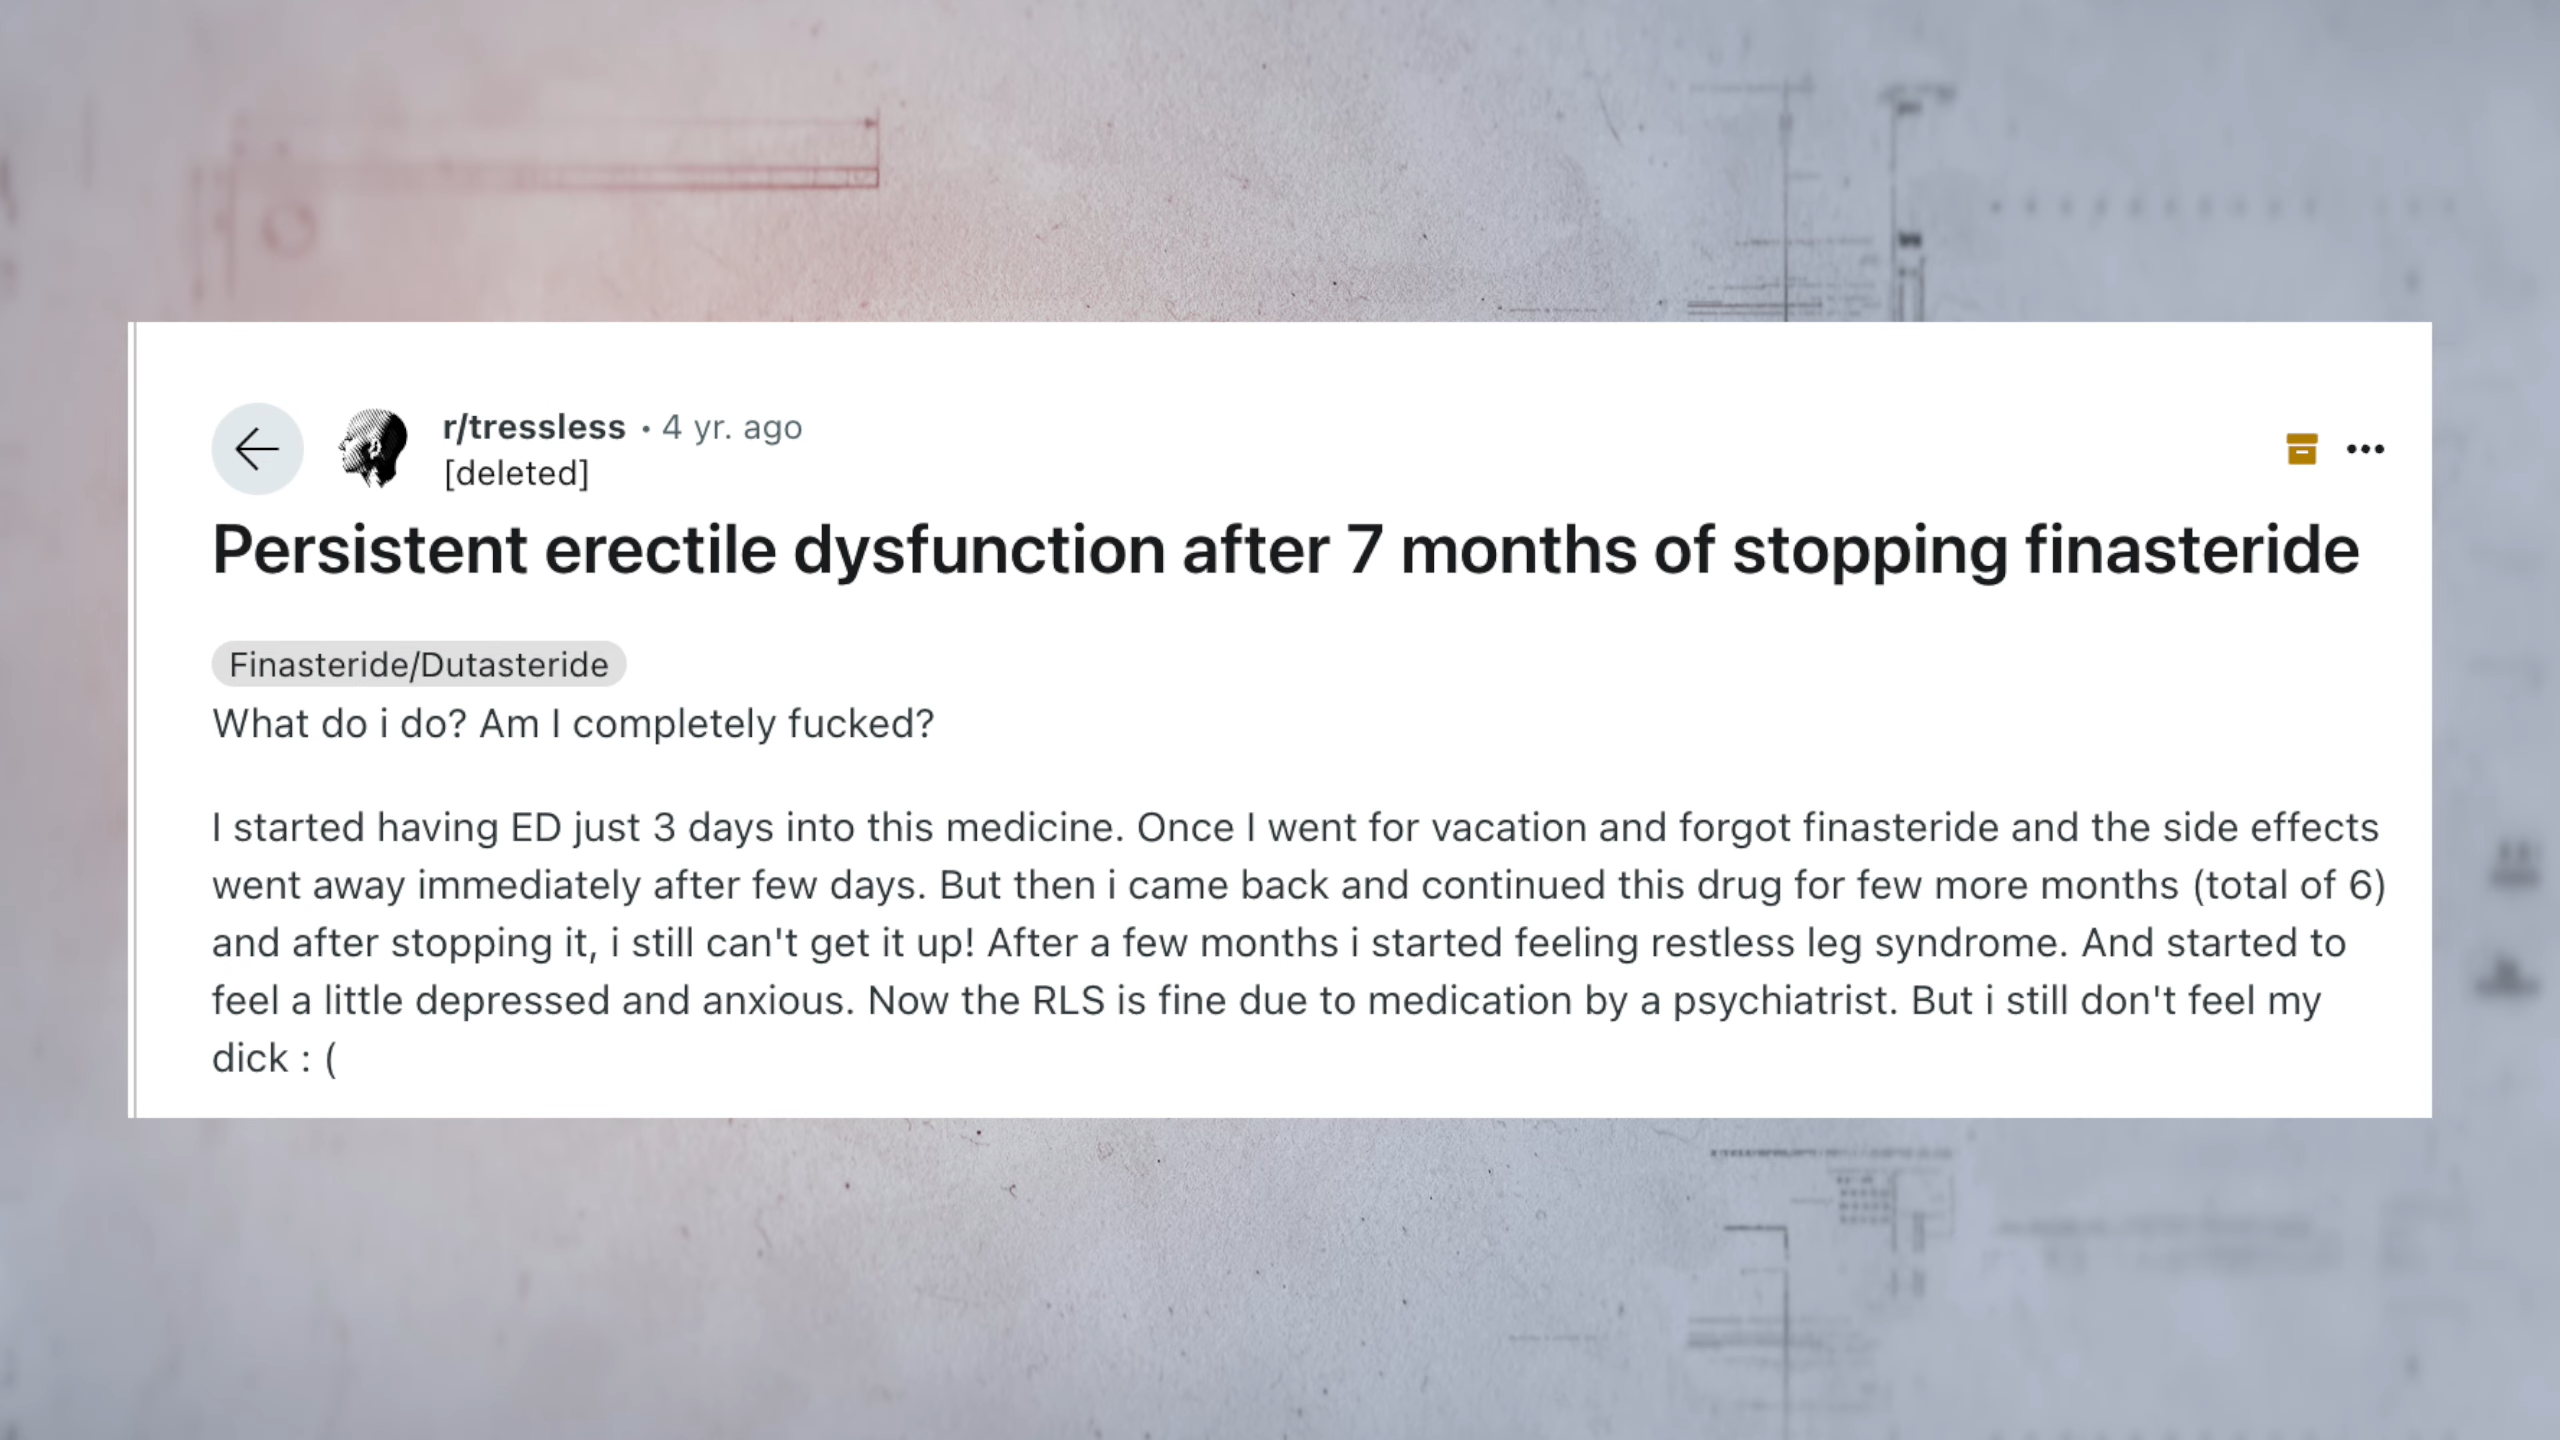 r/tressless • 4 yr. ago
[deleted]
Persistent erectile dysfunction after 7 months of stopping finasteride
Finasteride/Dutasteride
What do i do? Am I completely fucked?
I started having ED just 3 days into this medicine. Once I went for vacation and forgot finasteride and the side effects
went away immediately after few days. But then i came back and continued this drug for few more months (total of 6)
and after stopping it, i still can't get it up! After a few months i started feeling restless leg syndrome. And started to
feel a little depressed and anxious. Now the RLS is fine due to medication by a psychiatrist. But i still don't feel my
dick : (